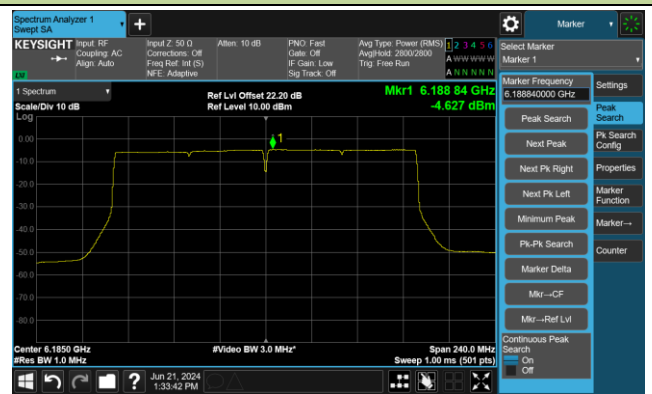 Spectrum Analyzer 1
Swept SA
+
Marker
KEYSIGHT
Input: RF
Coupling: AC
Align: Auto
Input Z: 50 Ω
Corrections: Off
Freq Ref: Int (S)
NFE: Adaptive
Atten: 10 dB
PNO: Fast
Gate: Off
IF Gain: Low
Sig Track: Off
Avg Type: Power (RMS)
Avg|Hold: 2800/2800
Trig: Free Run
1 2 3 4 5 6
A W W W W W
A N N N N N
LW
Select Marker
Marker 1
1 Spectrum
Scale/Div 10 dB
Log
Ref Lvl Offset 22.20 dB
Ref Level 10.00 dBm
Mkr1 6.188 84 GHz
-4.627 dBm
1
0.00
-10.0
-20.0
-30.0
-40.0
-50.0
-60.0
-70.0
-80.0
Center 6.1850 GHz
#Res BW 1.0 MHz
#Video BW 3.0 MHz*
Span 240.0 MHz
Sweep 1.00 ms (501 pts)
Marker Frequency
6.188840000 GHz
Peak Search
Next Peak
Next Pk Right
Next Pk Left
Minimum Peak
Pk-Pk Search
Marker Delta
Mkr→CF
Mkr→Ref Lvl
Continuous Peak
Search
On
Off
Settings
Peak
Search
Pk Search
Config
Properties
Marker
Function
Marker→
Counter
?
Jun 21, 2024
1:33:42 PM